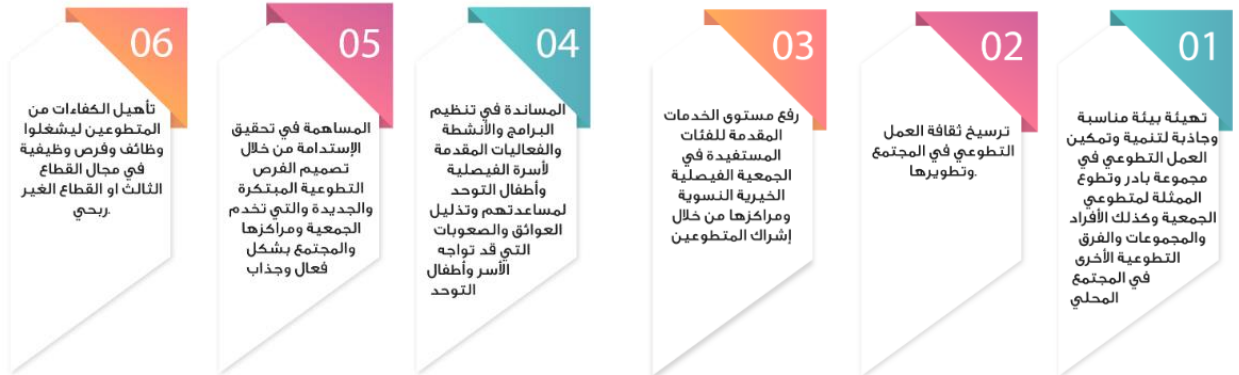 01
تهيئة بيئة مناسبة
وجاذبة لتنمية وتمكين
العمل التطوعي في
مجموعة بادر وتطوع
الممثلة لمتطوعي
الجمعية وكذلك الأفراد
والمجموعات والفرق
التطوعية الأخرى
في المجتمع
المحلي
02
ترسيخ ثقافة العمل
التطوعي في المجتمع
.وتطويرها
03
رفع مستوى الخدمات
المقدمة للفئات
المستفيدة في
الجمعية الفيصلية
الخيرية النسوية
ومراكزها من خلال
إشراك المتطوعين
04
المساندة في تنظيم
البرامج والأنشطة
والفعاليات المقدمة
لأسرة الفيصلية
وأطفال التوحد
لمساعدتهم وتذليل
العوائق والصعوبات
التي قد تواجه
الأسر وأطفال
التوحد
05
المساهمة في تحقيق
الإستدامة من خلال
تصميم الفرص
التطوعية المبتكرة
والجديدة والتي تخدم
الجمعية ومراكزها
والمجتمع بشكل
فعال وجذاب
06
تأهيل الكفاءات من
المتطوعين ليشغلوا
وظائف وفرص وظيفية
في مجال القطاع
الثالث او القطاع الغير
.ربحي